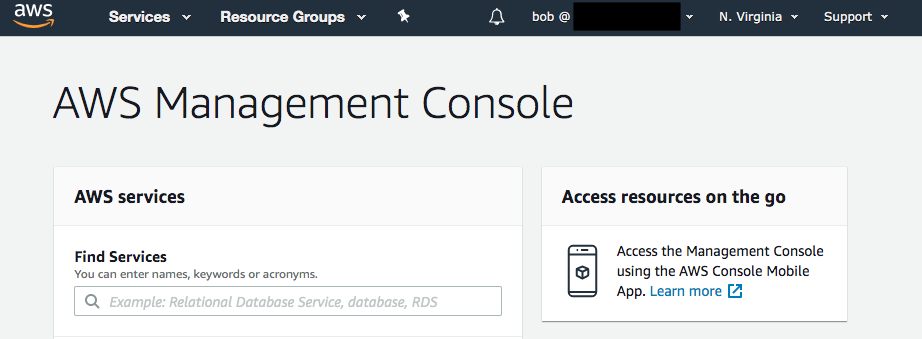 aws Services Resource Groups bob @ N. Virginia Support
AWS Management Console
AWS services
Find Services
You can enter names, keywords or acronyms.
Example: Relational Database Service, database, RDS
Access resources on the go
Access the Management Console
using the AWS Console Mobile
App. Learn more